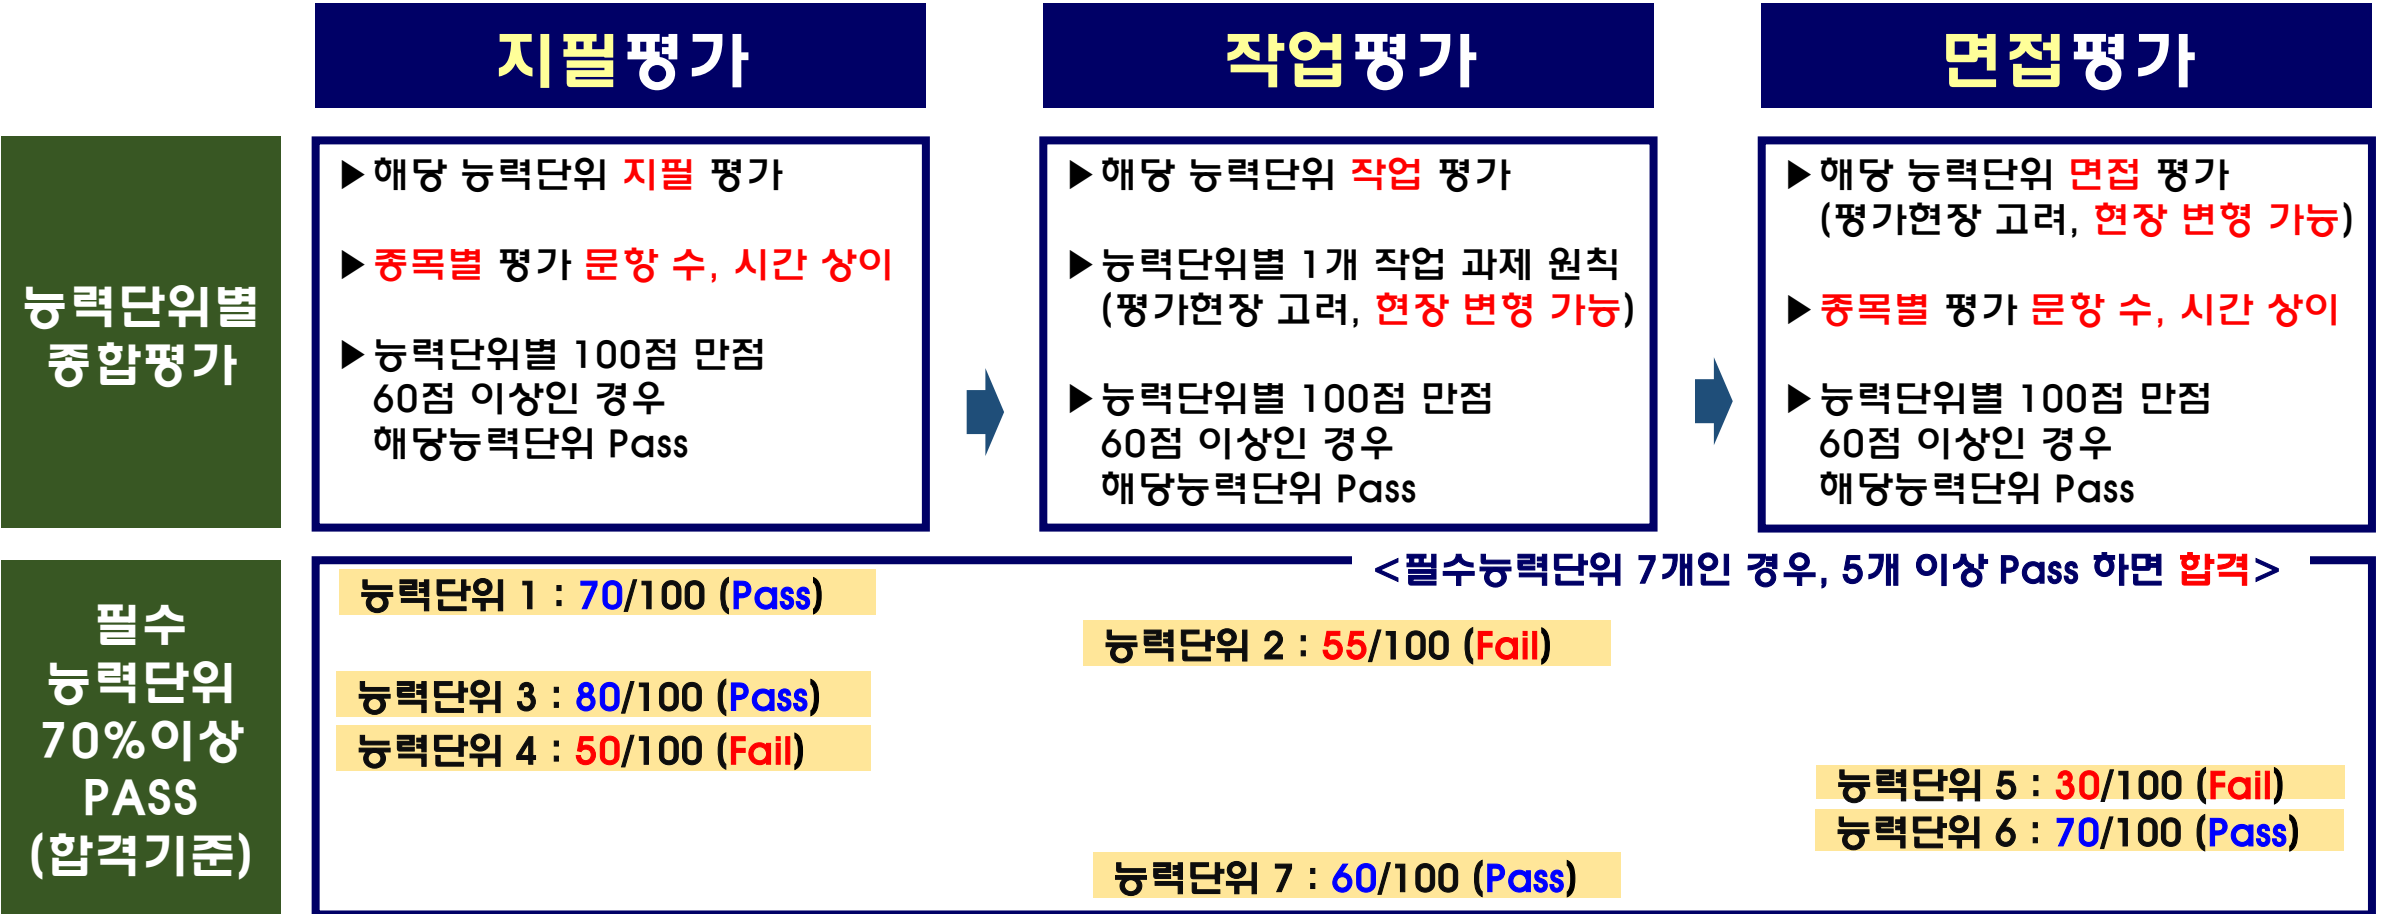 지필평가
작업평가
면접평가
능력단위별
종합평가
▶해당 능력단위 지필 평가
▶종목별 평가 문항 수, 시간 상이
▶능력단위별 100점 만점
60점 이상인 경우
해당능력단위 Pass
▶해당 능력단위 작업 평가
▶능력단위별 1개 작업 과제 원칙
(평가현장 고려, 현장 변형 가능)
▶능력단위별 100점 만점
60점 이상인 경우
해당능력단위 Pass
▶해당 능력단위 면접 평가
(평가현장 고려, 현장 변형 가능)
▶종목별 평가 문항 수, 시간 상이
▶능력단위별 100점 만점
60점 이상인 경우
해당능력단위 Pass
필수
능력단위
70%이상
PASS
(합격기준)
<필수능력단위 7개인 경우, 5개 이상 Pass 하면 합격>
능력단위 1 : 70/100 (Pass)
능력단위 2 : 55/100 (Fail)
능력단위 3 : 80/100 (Pass)
능력단위 4 : 50/100 (Fail)
능력단위 5 : 30/100 (Fail)
능력단위 6 : 70/100 (Pass)
능력단위 7 : 60/100 (Pass)